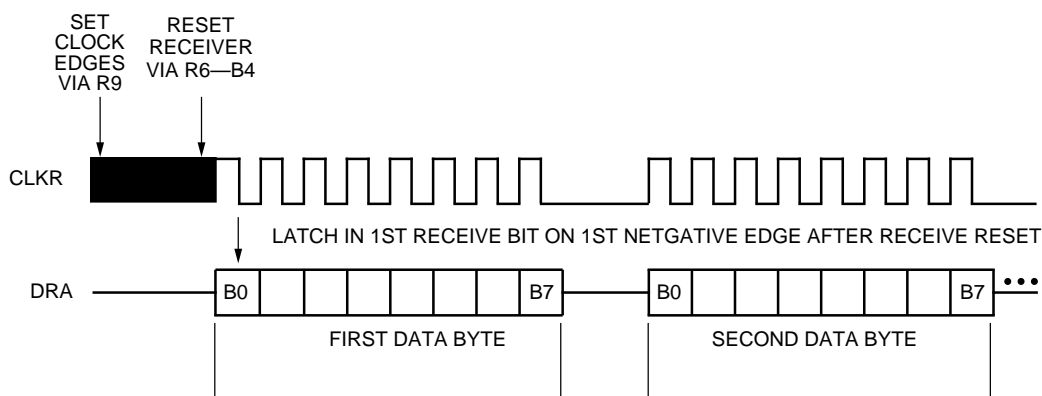 SET
CLOCK
EDGES
VIA R9
RESET
RECEIVER
VIA R6—B4
CLKR
LATCH IN 1ST RECEIVE BIT ON 1ST NETGATIVE EDGE AFTER RECEIVE RESET
DRA
B0
B7
B0
B7
•••
FIRST DATA BYTE
SECOND DATA BYTE